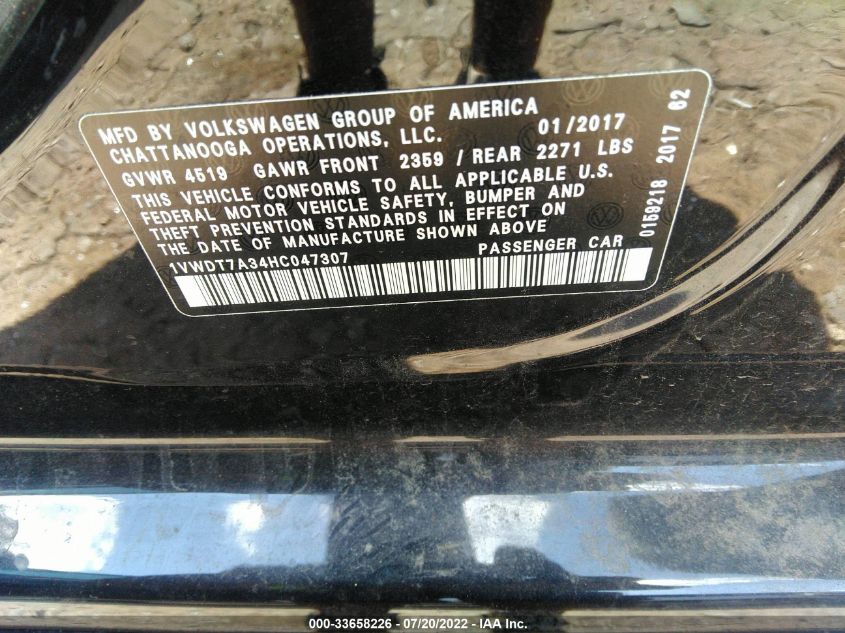 MFD BY VOLKSWAGEN GROUP OF AMERICA
CHATTANOOGA OPERATIONS, LLC. 01/2017
GVWR 4519 GAWR FRONT 2359 / REAR 2271 LBS
THIS VEHICLE CONFORMS TO ALL APPLICABLE U.S.
FEDERAL MOTOR VEHICLE SAFETY, BUMPER AND
THEFT PREVENTION STANDARDS IN EFFECT ON
THE DATE OF MANUFACTURE SHOWN ABOVE
1VWDT7A34HC047307 PASSENGER CAR
0159218 2017 62
000-33658226 - 07/20/2022 - IAA Inc.